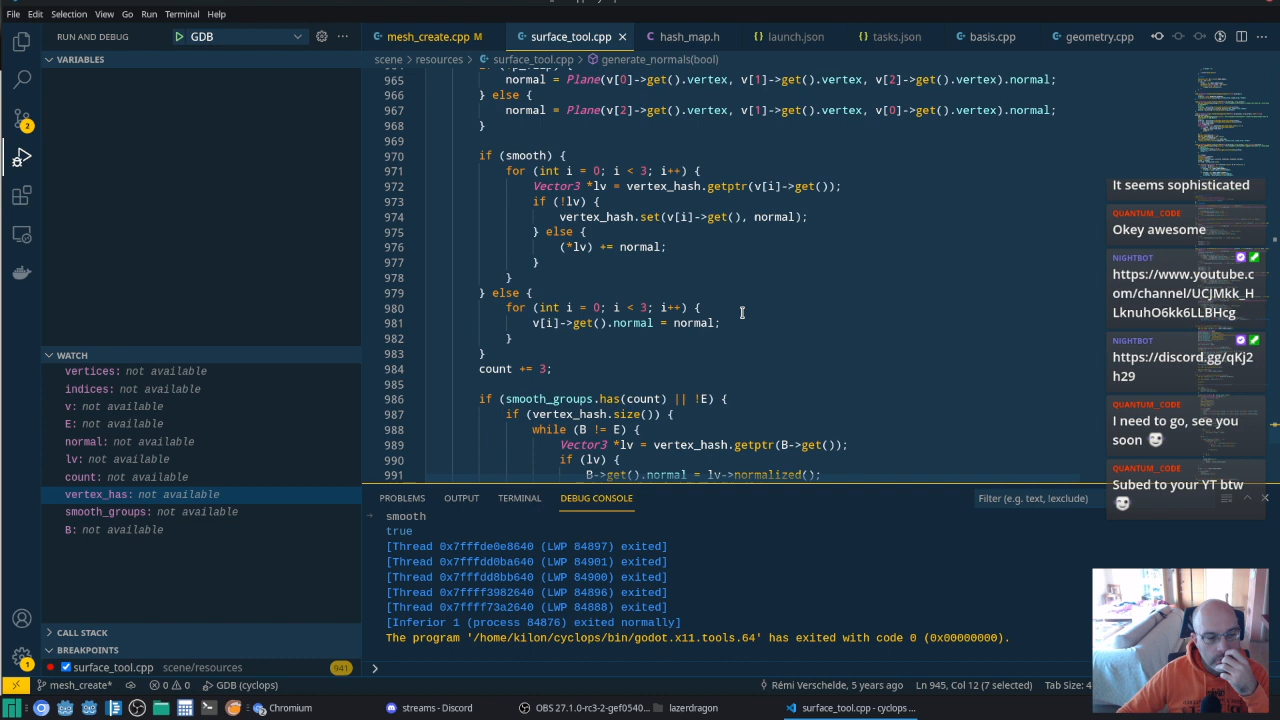 File Edit Selection View Go Run Terminal Help
RUN AND DEBUG GDB
mesh_create.cpp M surface_tool.cpp hash_map.h launch.json tasks.json basis.cpp geometry.cpp
scene resources surface_tool.cpp generate_normals(bool)
VARIABLES
965 normal = Plane(v[0]->get().vertex, v[1]->get().vertex, v[2]->get().vertex).normal;
966 } else {
967 normal = Plane(v[2]->get().vertex, v[1]->get().vertex, v[0]->get().vertex).normal;
968 }
969
970 if (smooth) {
971 for (int i = 0; i < 3; i++) {
972 Vector3 *lv = vertex_hash.getptr(v[i]->get());
973 if (!lv) {
974 vertex_hash.set(v[i]->get(), normal);
975 } else {
976 (*lv) += normal;
977 }
978 }
979 } else {
980 for (int i = 0; i < 3; i++) {
981 v[i]->get().normal = normal;
982 }
983 }
984 count += 3;
985
986 if (smooth_groups.has(count) || !E) {
987 if (vertex_hash.size()) {
988 while (B != E) {
989 Vector3 *lv = vertex_hash.getptr(B->get());
990 if (lv) {
991 B->get().normal = lv->normalized();
It seems sophisticated
QUANTUM_CODE
Okey awesome
NIGHTBOT
https://www.youtube.c
om/channel/UCJMkk_H
LknuhO6kk6LLBHcg
NIGHTBOT
https://discord.gg/qKj2
h29
QUANTUM_CODE
I need to go, see you
soon
QUANTUM_CODE
Subed to your YT btw
WATCH
vertices: not available
indices: not available
v: not available
E: not available
normal: not available
lv: not available
count: not available
vertex_has: not available
smooth_groups: not available
B: not available
CALL STACK
BREAKPOINTS
surface_tool.cpp scene/resources 941
PROBLEMS OUTPUT TERMINAL DEBUG CONSOLE Filter (e.g. text, !exclude)
smooth
true
[Thread 0x7fffde0e8640 (LWP 84897) exited]
[Thread 0x7fffdd0ba640 (LWP 84901) exited]
[Thread 0x7fffdd8bb640 (LWP 84900) exited]
[Thread 0x7ffff3982640 (LWP 84896) exited]
[Thread 0x7ffff73a2640 (LWP 84888) exited]
[Inferior 1 (process 84876) exited normally]
The program '/home/kilon/cyclops/bin/godot.x11.tools.64' has exited with code 0 (0x00000000).
mesh_create* 0 0 GDB (cyclops) Rémi Verschelde, 5 years ago Ln 945, Col 12 (7 selected) Tab Size: 4
Chromium streams - Discord OBS 27.1.0-rc3-2-gef0540... lazerdragon surface_tool.cpp - cyclops ...